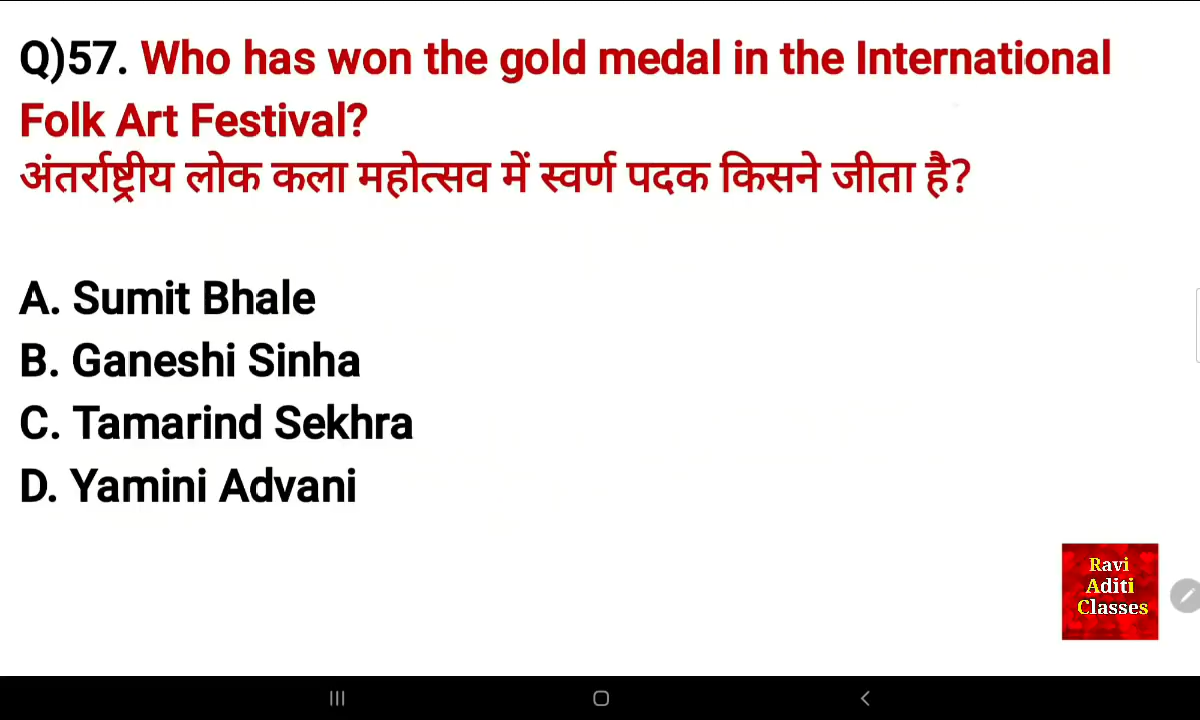 Q)57. Who has won the gold medal in the International
Folk Art Festival?
अंतर्राष्ट्रीय लोक कला महोत्सव में स्वर्ण पदक किसने जीता है?
A. Sumit Bhale
B. Ganeshi Sinha
C. Tamarind Sekhra
D. Yamini Advani
Ravi
Aditi
Classes